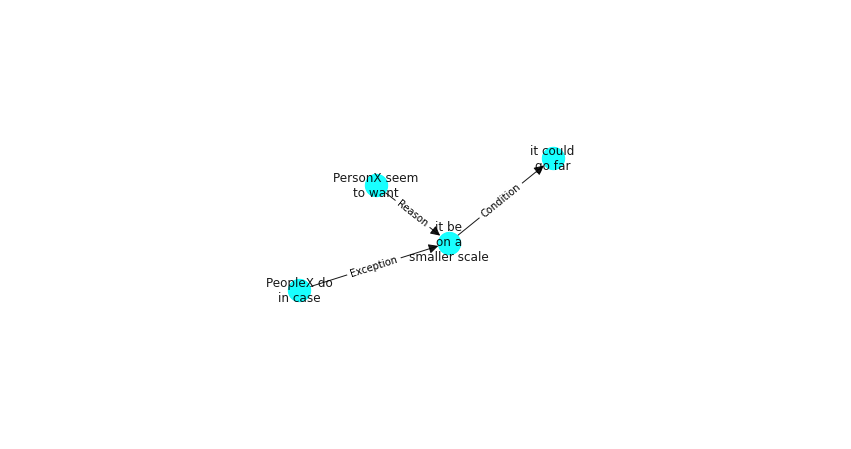 it could
go far
PersonX seem
to want
Reason
Condition
it be
on a
smaller scale
Exception
PeopleX do
in case